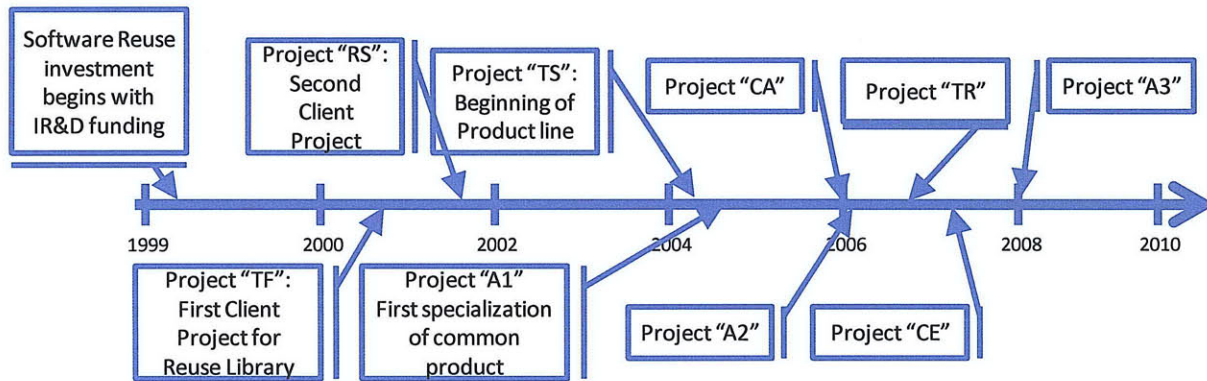 Software Reuse
investment
begins with
IR&D funding
Project “RS”:
Second
Client
Project
Project “TS”:
Beginning of
Product line
Project “CA”
Project “TR”
Project “A3”
1999
2000
2002
2004
2006
2008
2010
Project “TF”:
First Client
Project for
Reuse Library
Project “A1”
First specialization
of common
product
Project “A2”
Project “CE”